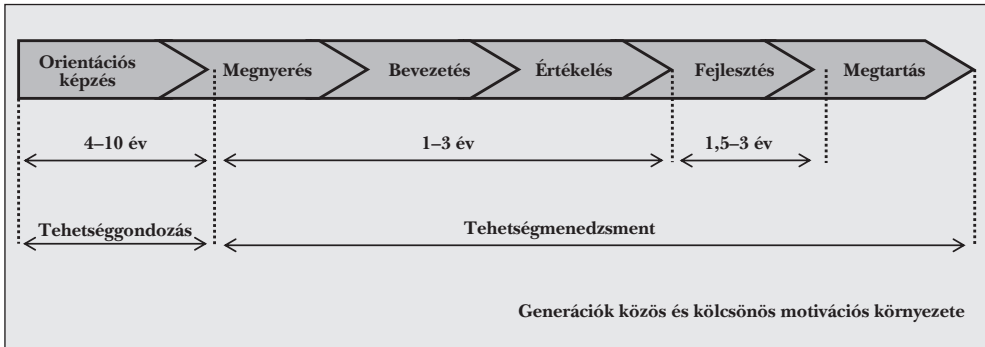 Orientációs
képzés
Megnyerés
Bevezetés
Értékelés
Fejlesztés
Megtartás
4–10 év
1–3 év
1,5–3 év
Tehetséggondozás
Tehetségmenedzsment
Generációk közös és kölcsönös motivációs környezete